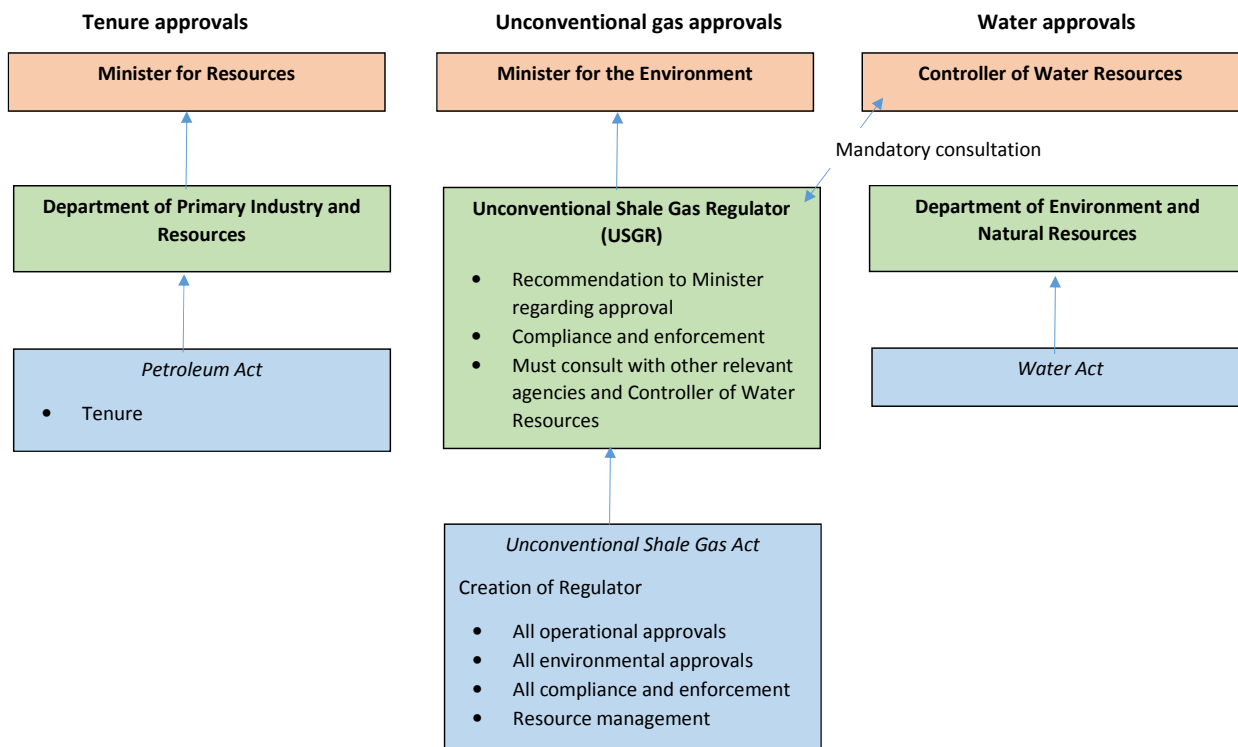 Tenure approvals
Unconventional gas approvals
Water approvals
Minister for Resources
Minister for the Environment
Controller of Water Resources
Mandatory consultation
Department of Primary Industry and
Resources
Unconventional Shale Gas Regulator
(USGR)
• Recommendation to Minister
regarding approval
• Compliance and enforcement
• Must consult with other relevant
agencies and Controller of Water
Resources
Department of Environment and
Natural Resources
Petroleum Act
• Tenure
Water Act
Unconventional Shale Gas Act
Creation of Regulator
• All operational approvals
• All environmental approvals
• All compliance and enforcement
• Resource management